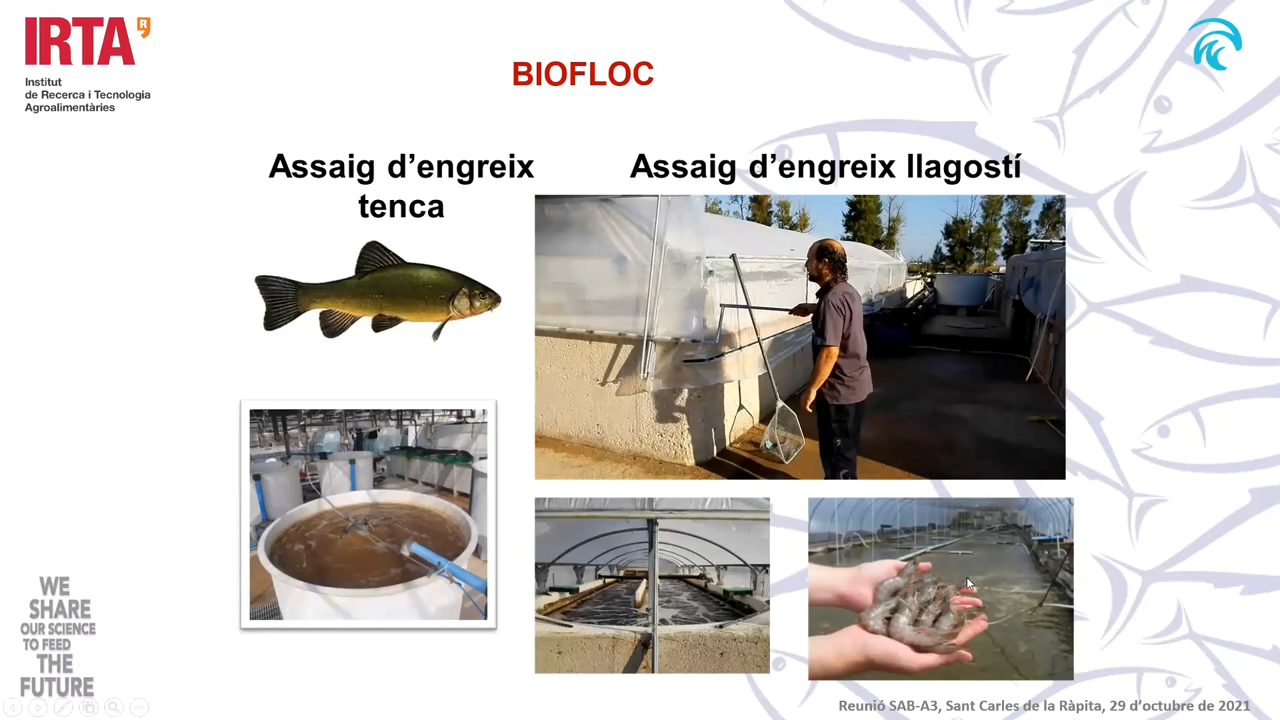 IRTA R
Institut
de Recerca i Tecnologia
Agroalimentàries
BIOFLOC
Assaig d’engreix
tenca
Assaig d’engreix llagostí
WE
SHARE
OUR SCIENCE
TO FEED
THE
FUTURE
Reunió SAB-A3, Sant Carles de la Ràpita, 29 d’octubre de 2021